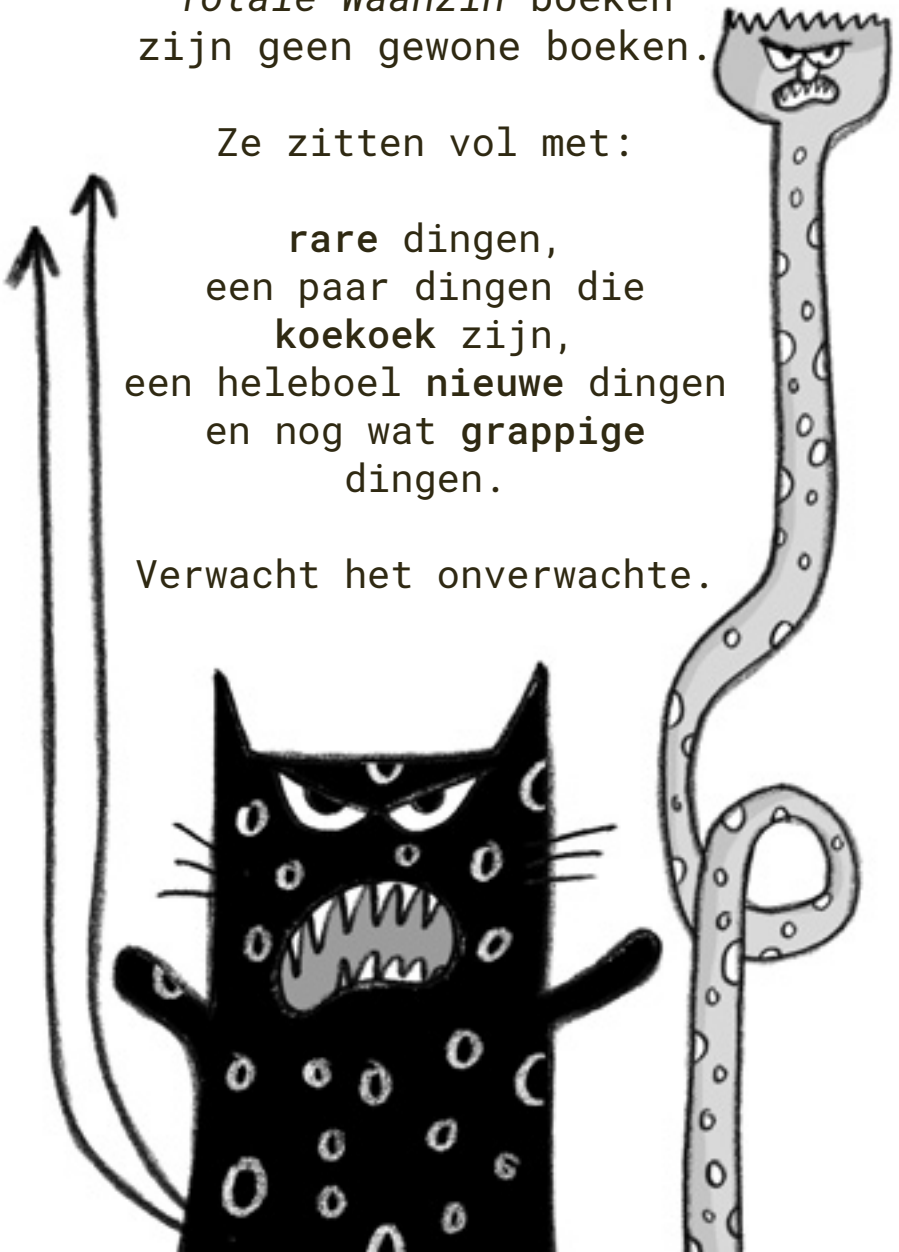 Totale Waanzin boeken
zijn geen gewone boeken.
Ze zitten vol met:
rare dingen,
een paar dingen die
koekoek zijn,
een heleboel nieuwe dingen
en nog wat grappige
dingen.
Verwacht het onverwachte.